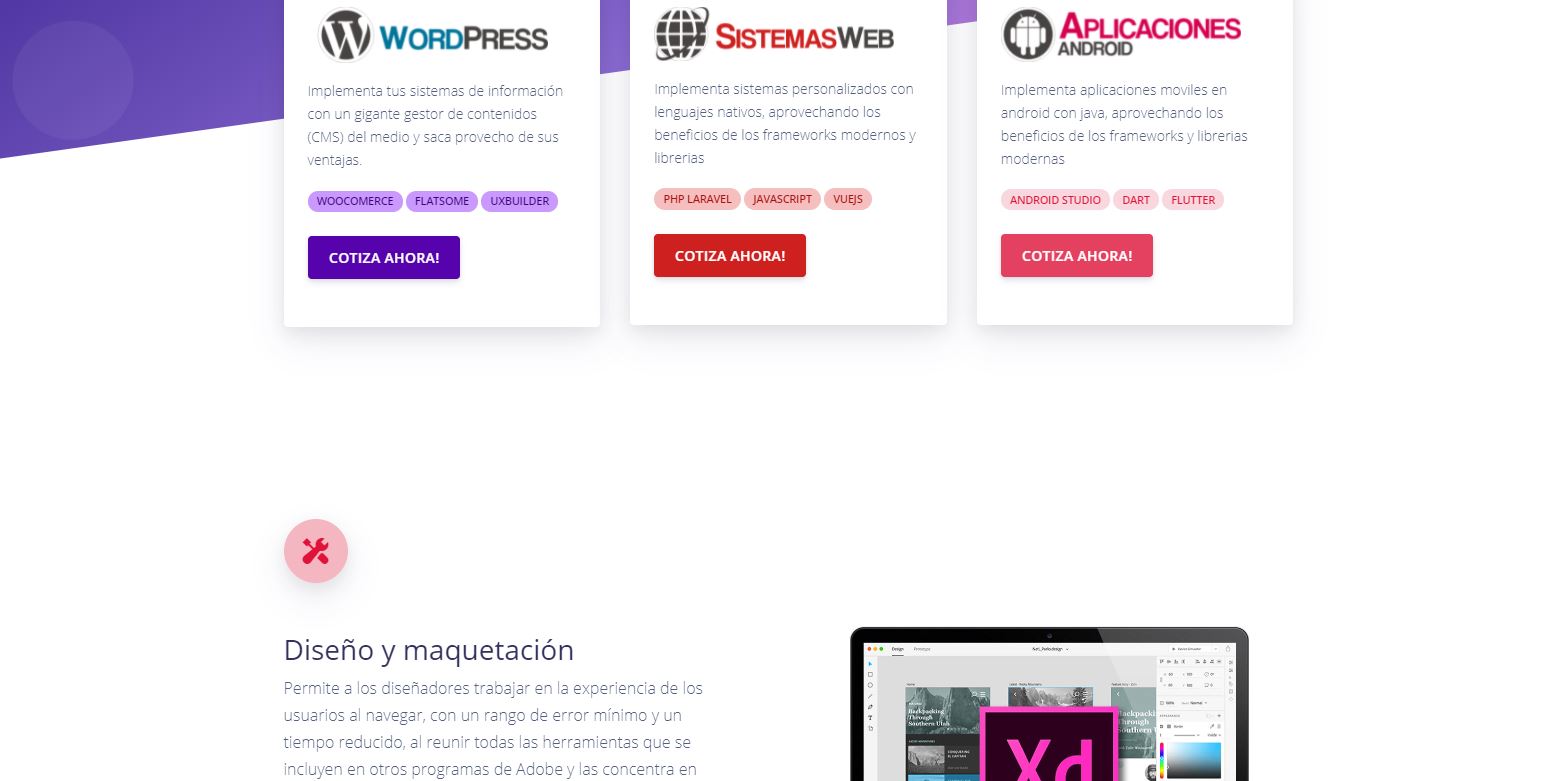 WORDPRESS
Implementa tus sistemas de información
con un gigante gestor de contenidos
(CMS) del medio y saca provecho de sus
ventajas.
WOOCOMERCE FLATSOME UXBUILDER
COTIZA AHORA!
SISTEMASWEB
Implementa sistemas personalizados con
lenguajes nativos, aprovechando los
beneficios de los frameworks modernos y
librerias
PHP LARAVEL JAVASCRIPT VUEJS
COTIZA AHORA!
APLICACIONES
ANDROID
Implementa aplicaciones moviles en
android con java, aprovechando los
beneficios de los frameworks y librerias
modernas
ANDROID STUDIO DART FLUTTER
COTIZA AHORA!
Diseño y maquetación
Permite a los diseñadores trabajar en la experiencia de los
usuarios al navegar, con un rango de error mínimo y un
tiempo reducido, al reunir todas las herramientas que se
incluyen en otros programas de Adobe y las concentra en
Design Prototype
Backpacking
Through
Southern Utah
Xd